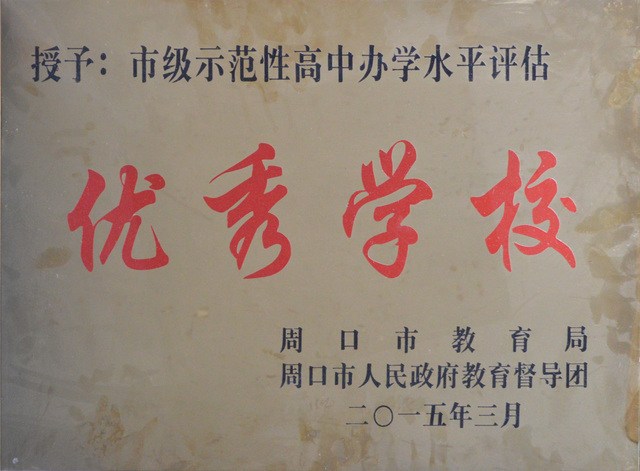 授予：市级示范性高中办学水平评估
优秀学校
周口市教育局
周口市人民政府教育督导团
二〇一五年三月